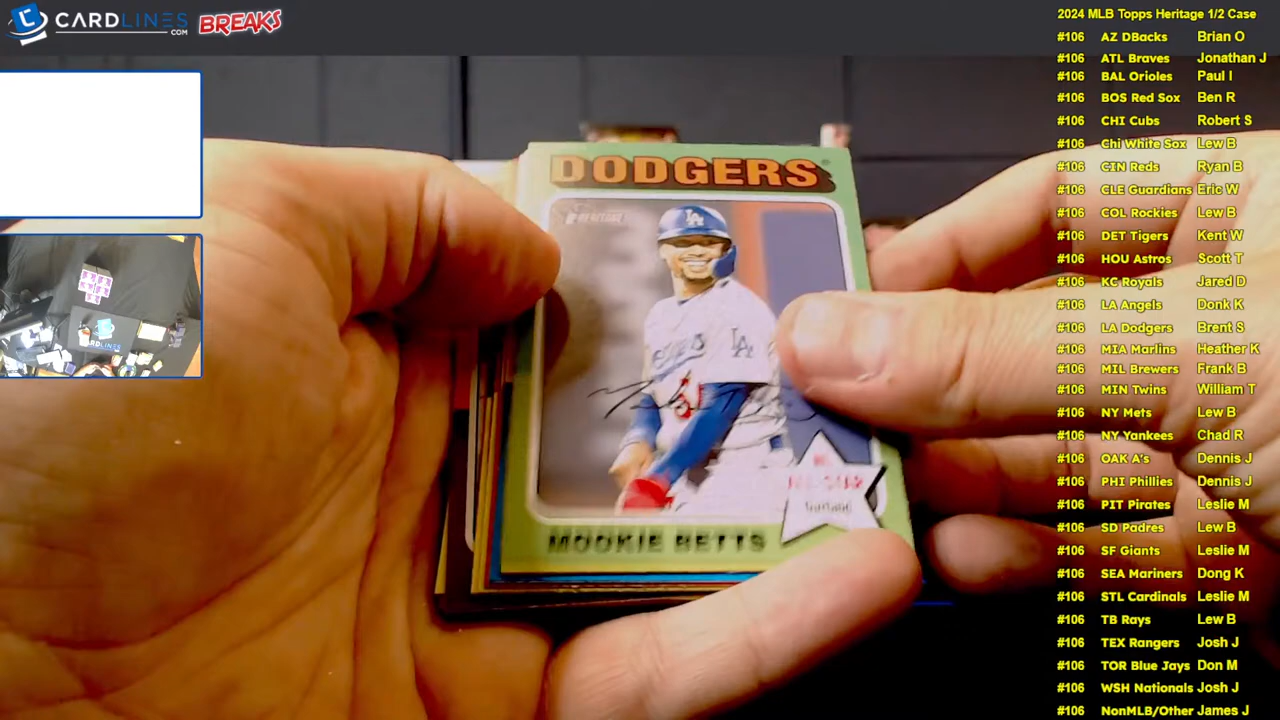 CARDLINES
.COM
BREAKS
2024 MLB Topps Heritage 1/2 Case
#106 AZ DBacks Brian O
#106 ATL Braves Jonathan J
#106 BAL Orioles Paul I
#106 BOS Red Sox Ben R
#106 CHI Cubs Robert S
#106 Chi White Sox Lew B
#106 CIN Reds Ryan B
#106 CLE Guardians Eric W
#106 COL Rockies Lew B
#106 DET Tigers Kent W
#106 HOU Astros Scott T
#106 KC Royals Jared D
#106 LA Angels Donk K
#106 LA Dodgers Brent S
#106 MIA Marlins Heather K
#106 MIL Brewers Frank B
#106 MIN Twins William T
#106 NY Mets Lew B
#106 NY Yankees Chad R
#106 OAK A's Dennis J
#106 PHI Phillies Dennis J
#106 PIT Pirates Leslie M
#106 SD Padres Lew B
#106 SF Giants Leslie M
#106 SEA Mariners Dong K
#106 STL Cardinals Leslie M
#106 TB Rays Lew B
#106 TEX Rangers Josh J
#106 TOR Blue Jays Don M
#106 WSH Nationals Josh J
#106 NonMLB/Other James J
DODGERS
HERITAGE
LA
LA
NL
ALL-STAR
Outfield
MOOKIE BETTS
CARDLINES